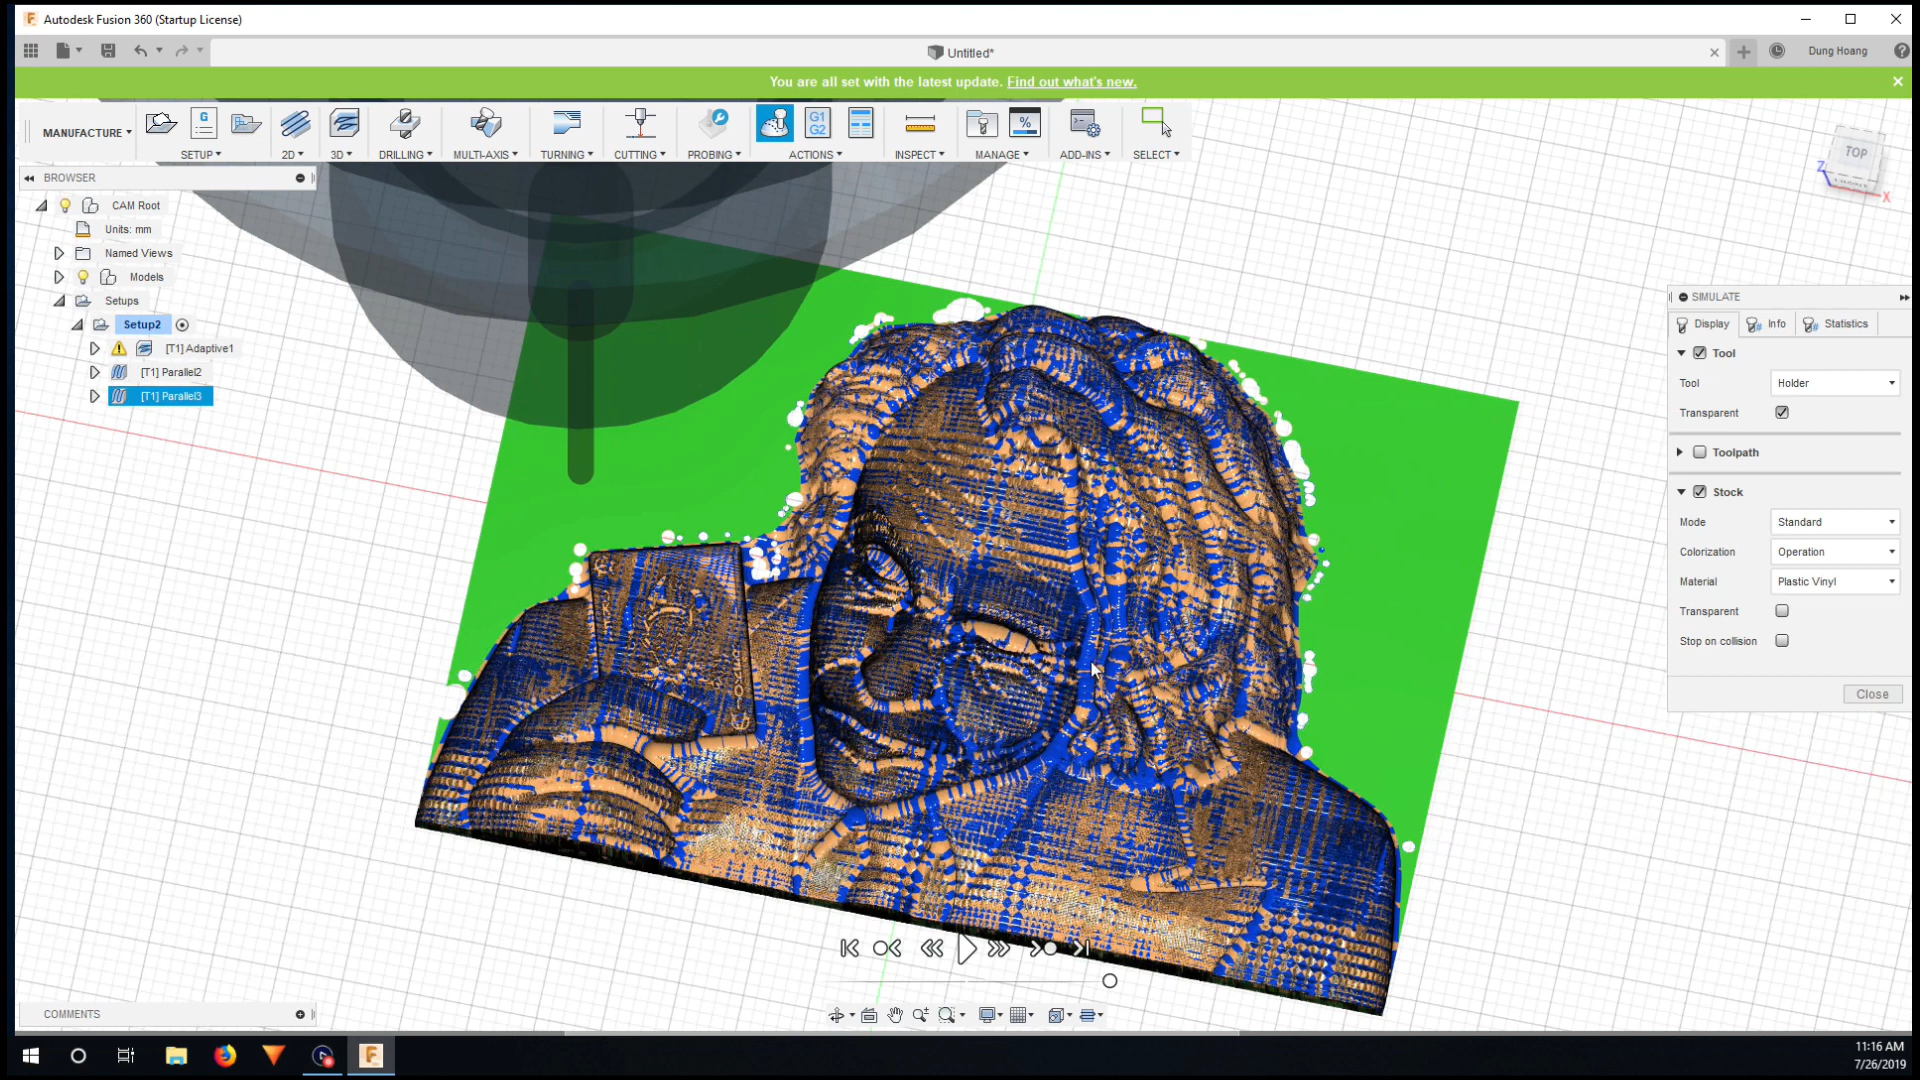 Autodesk Fusion 360 (Startup License)
Untitled*
Dung Hoang
You are all set with the latest update. Find out what's new.
MANUFACTURE
G
G1
G2
%
SETUP
2D
3D
DRILLING
MULTI-AXIS
TURNING
CUTTING
PROBING
ACTIONS
INSPECT
MANAGE
ADD-INS
SELECT
TOP
Z
X
BROWSER
CAM Root
Units: mm
Named Views
Models
Setups
Setup2
[T1] Adaptive1
[T1] Parallel2
[T1] Parallel3
SIMULATE
Display
Info
Statistics
Tool
Tool
Holder
Transparent
Toolpath
Stock
Mode
Standard
Colorization
Operation
Material
Plastic Vinyl
Transparent
Stop on collision
Close
COMMENTS
11:16 AM
7/26/2019